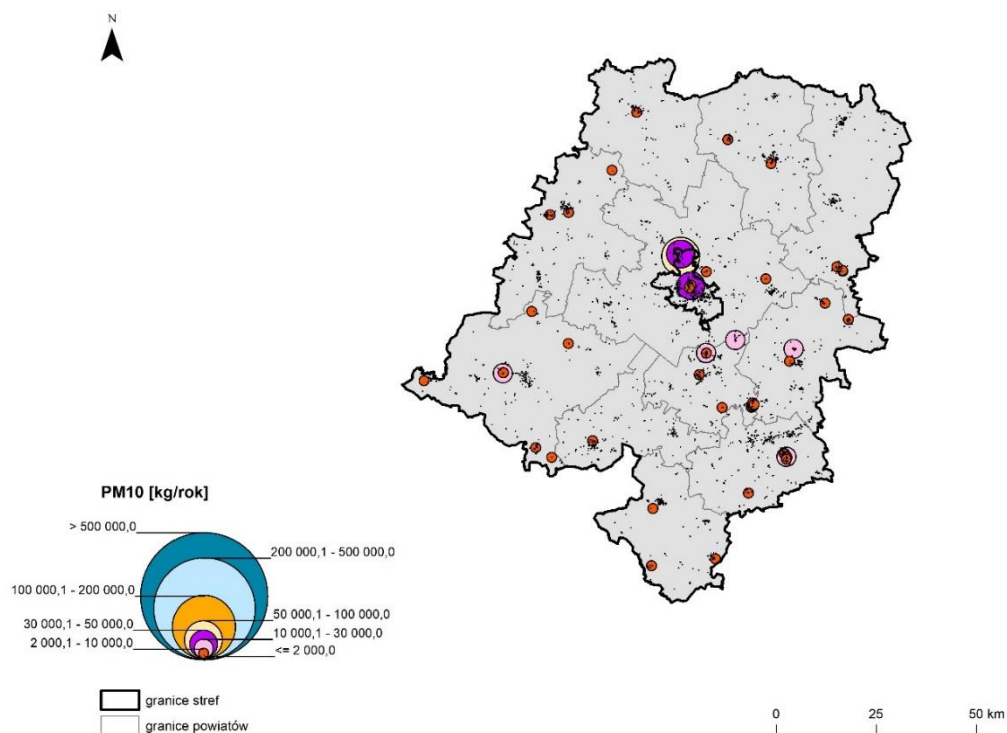 N
PM10 [kg/rok]
> 500 000,0
200 000,1 - 500 000,0
100 000,1 - 200 000,0
50 000,1 - 100 000,0
30 000,1 - 50 000,0
10 000,1 - 30 000,0
2 000,1 - 10 000,0
<= 2 000,0
granice stref
granice powiatów
0 25 50 km